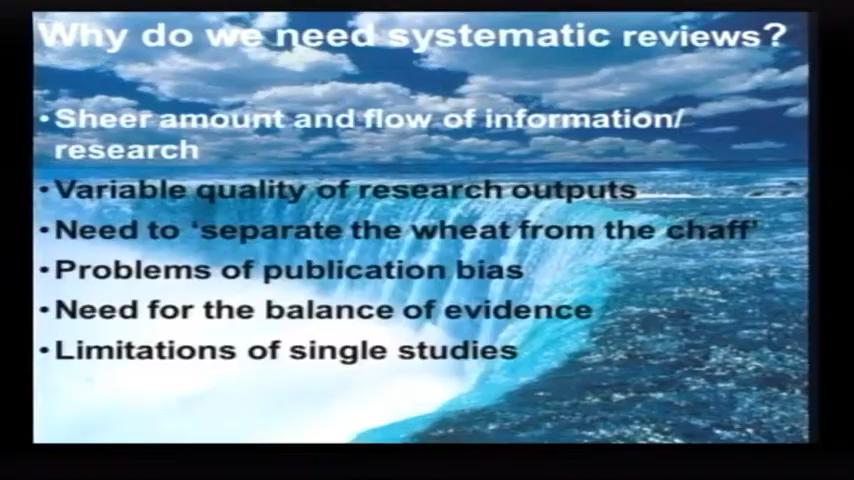 Why do we need systematic reviews?
• Sheer amount and flow of information/
research
• Variable quality of research outputs
• Need to ‘separate the wheat from the chaff’
• Problems of publication bias
• Need for the balance of evidence
• Limitations of single studies